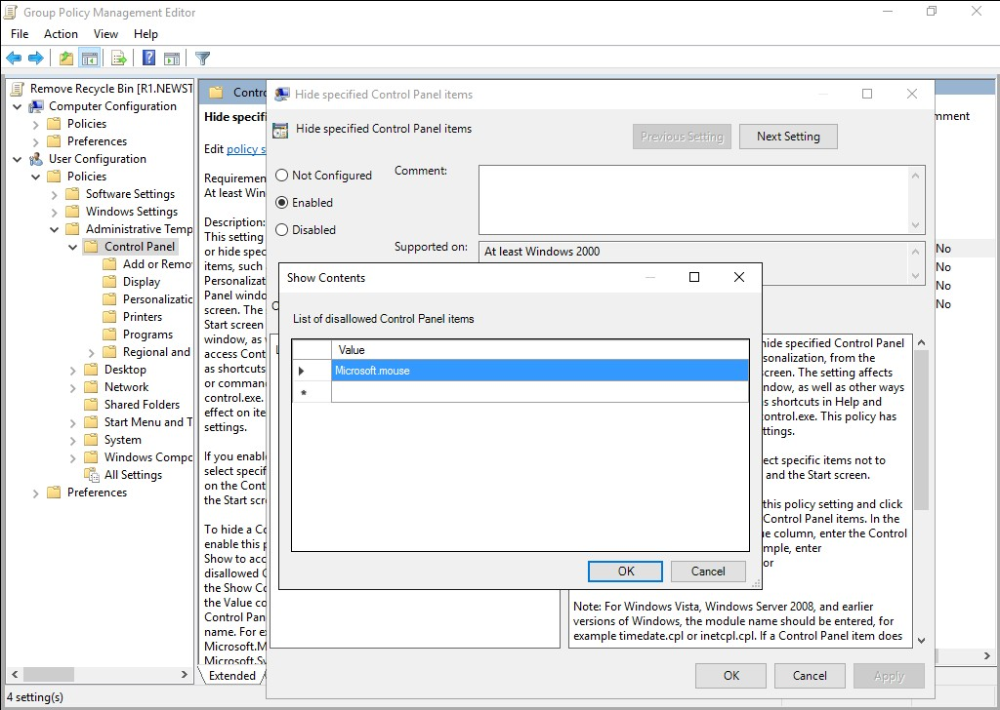 Group Policy Management Editor
File Action View Help
Remove Recycle Bin [R1.NEWST
Computer Configuration
Policies
Preferences
User Configuration
Policies
Software Settings
Windows Settings
Administrative Temp
Control Panel
Add or Remo
Display
Personalizatic
Printers
Programs
Regional and
Desktop
Network
Shared Folders
Start Menu and T
System
Windows Compo
All Settings
Preferences
Contro
Hide specifi
Edit policy s
Requiremen
At least Win
Description:
This setting
or hide spec
items, such
Personalizat
Panel windo
screen. The
Start screen
window, as
access Cont
as shortcuts
or comman
control.exe.
effect on ite
settings.
If you enabl
select specif
on the Cont
the Start scr
To hide a Co
enable this p
Show to acc
disallowed C
the Show Co
the Value co
Control Pan
name. For ex
Microsoft.M
Microsoft.Sy
Extended
mment
No
No
No
No
Hide specified Control Panel items
Hide specified Control Panel items
Previous Setting Next Setting
Not Configured
Enabled
Disabled
Comment:
Supported on:
At least Windows 2000
Show Contents
List of disallowed Control Panel items
Value
Microsoft.mouse
OK Cancel
hide specified Control Panel
sonalization, from the
screen. The setting affects
ndow, as well as other ways
s shortcuts in Help and
ontrol.exe. This policy has
ttings.
ect specific items not to
and the Start screen.
this policy setting and click
Control Panel items. In the
ue column, enter the Control
mple, enter
or
Note: For Windows Vista, Windows Server 2008, and earlier
versions of Windows, the module name should be entered, for
example timedate.cpl or inetcpl.cpl. If a Control Panel item does
OK Cancel Apply
4 setting(s)